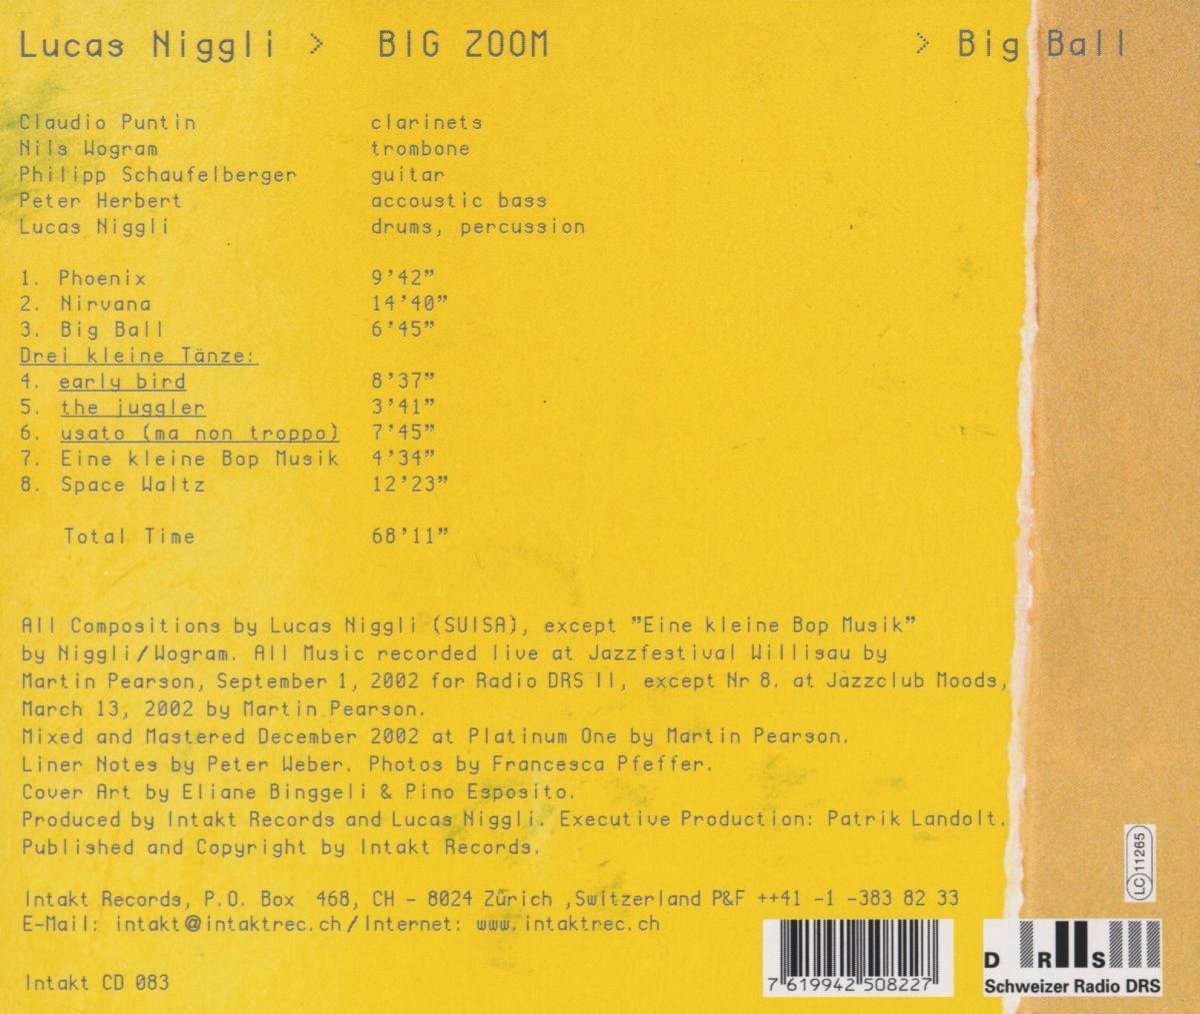 Lucas Niggli > BIG ZOOM > Big Ball
Claudio Puntin clarinets
Nils Wogram trombone
Philipp Schaufelberger guitar
Peter Herbert accoustic bass
Lucas Niggli drums, percussion
1. Phoenix 9'42"
2. Nirvana 14'40"
3. Big Ball 6'45"
Drei kleine Tänze:
4. early bird 8'37"
5. the juggler 3'41"
6. usato (ma non troppo) 7'45"
7. Eine kleine Bop Musik 4'34"
8. Space Waltz 12'23"
Total Time 68'11"
All Compositions by Lucas Niggli (SUISA), except "Eine kleine Bop Musik"
by Niggli/Wogram. All Music recorded live at Jazzfestival Willisau by
Martin Pearson, September 1, 2002 for Radio DRS II, except Nr 8. at Jazzclub Moods,
March 13, 2002 by Martin Pearson.
Mixed and Mastered December 2002 at Platinum One by Martin Pearson.
Liner Notes by Peter Weber. Photos by Francesca Pfeffer.
Cover Art by Eliane Binggeli & Pino Esposito.
Produced by Intakt Records and Lucas Niggli. Executive Production: Patrik Landolt.
Published and Copyright by Intakt Records.
LC 11265
Intakt Records, P.O. Box 468, CH - 8024 Zürich ,Switzerland P&F ++41 -1 -383 82 33
E-Mail: intakt@intaktrec.ch/Internet: www.intaktrec.ch
Intakt CD 083
7 619942 508227
D R S
Schweizer Radio DRS